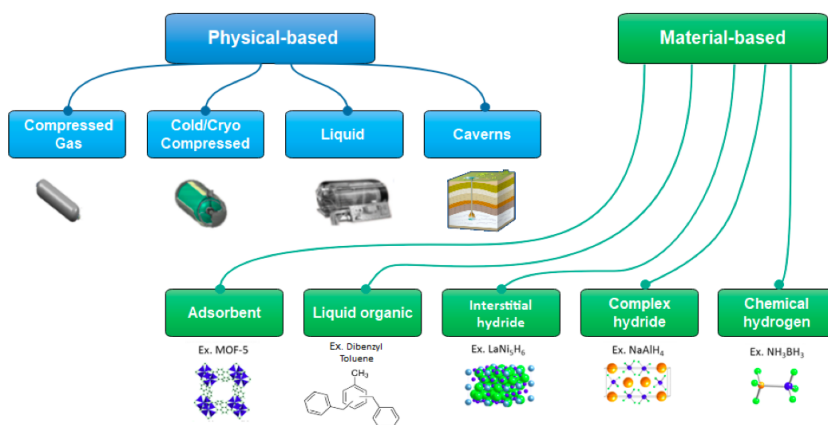 Physical-based
Material-based
Compressed
Gas
Cold/Cryo
Compressed
Liquid
Caverns
Adsorbent
Liquid organic
Interstitial
hydride
Complex
hydride
Chemical
hydrogen
Ex. MOF-5
Ex. Dibenzyl
Toluene
Ex. LaNi₅H₆
Ex. NaAlH₄
Ex. NH₃BH₃
CH₃